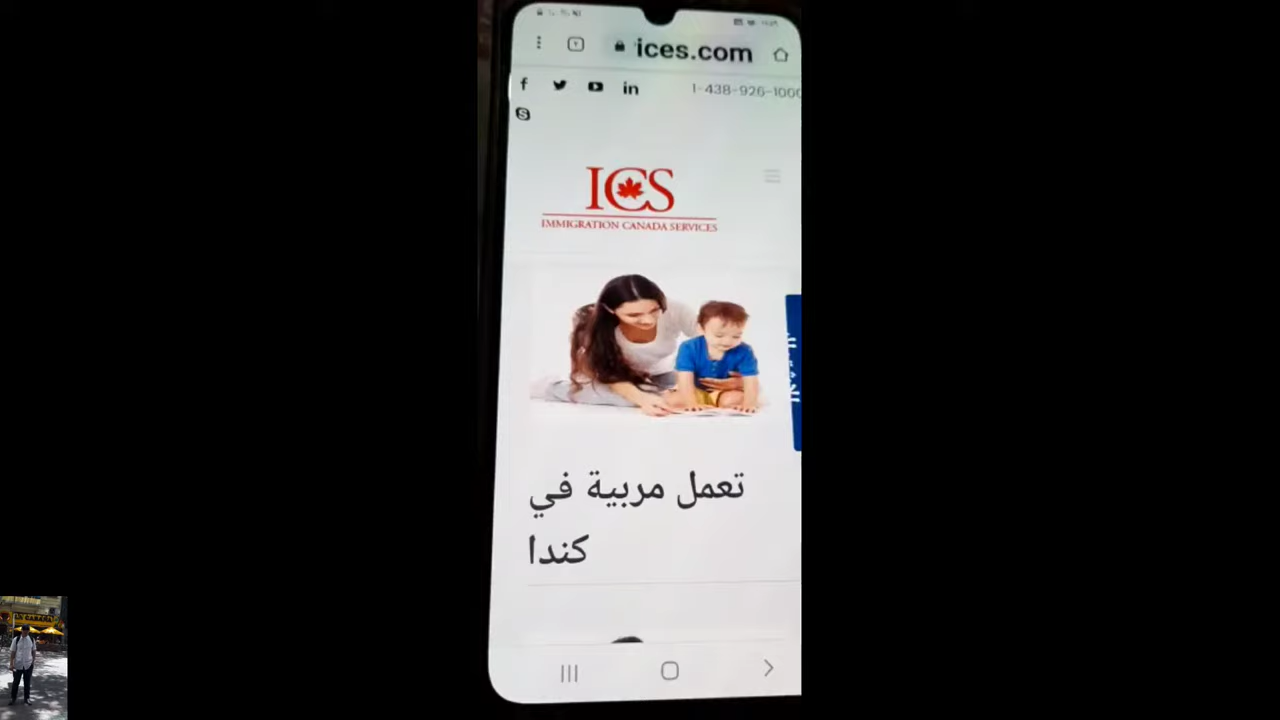 ices.com
1-438-926-1000
ICS
IMMIGRATION CANADA SERVICES
تعمل مربية في
كندا